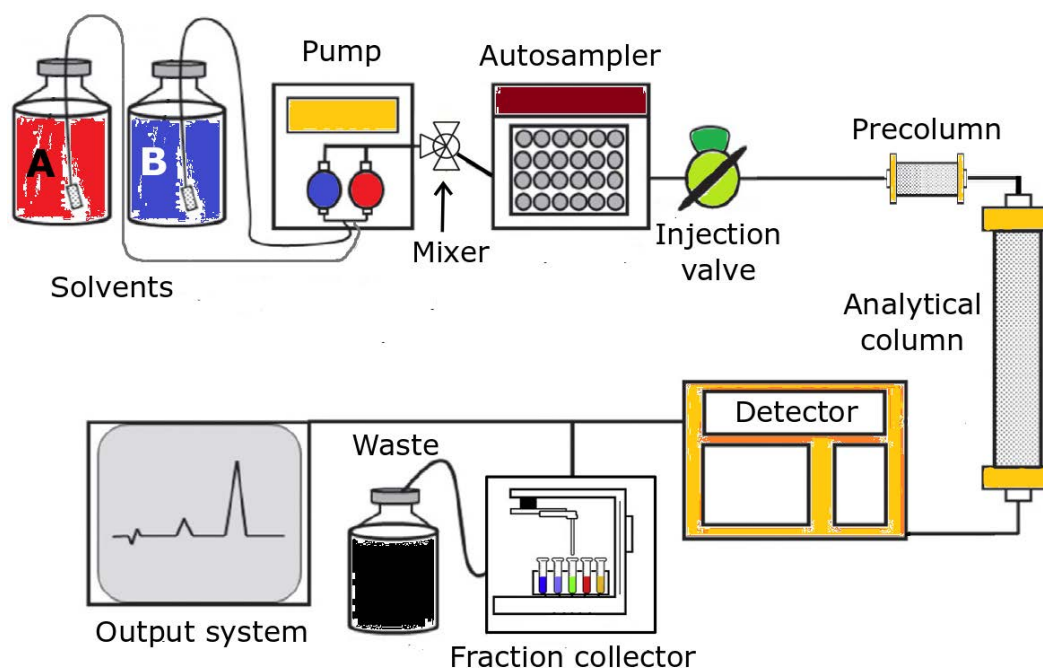 Pump
Autosampler
A
B
Precolumn
Mixer
Injection
valve
Solvents
Analytical
column
Detector
Waste
Output system
Fraction collector